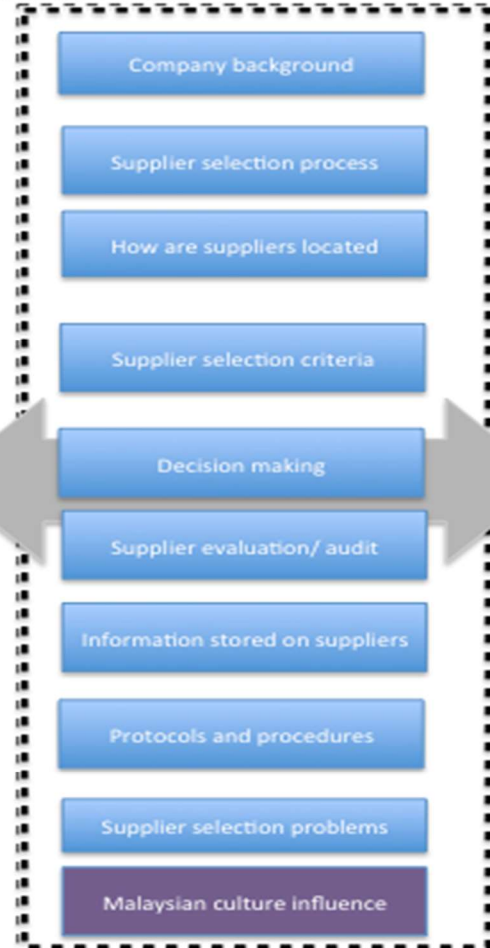 Company background
Supplier selection process
How are suppliers located
Supplier selection criteria
Decision making
Supplier evaluation/ audit
Information stored on suppliers
Protocols and procedures
Supplier selection problems
Malaysian culture influence